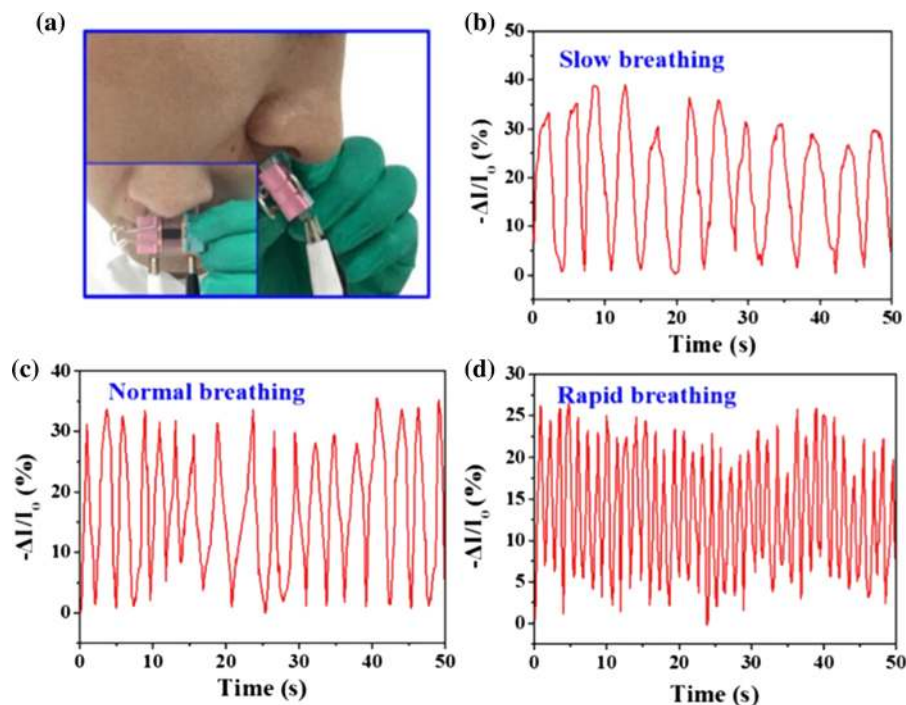 (a)
(b)
Slow breathing
-ΔI/I₀ (%)
50
40
30
20
10
0
0 10 20 30 40 50
Time (s)
(c)
Normal breathing
-ΔI/I₀ (%)
40
30
20
10
0
0 10 20 30 40 50
Time (s)
(d)
Rapid breathing
-ΔI/I₀ (%)
30
25
20
15
10
5
0
0 10 20 30 40 50
Time (s)